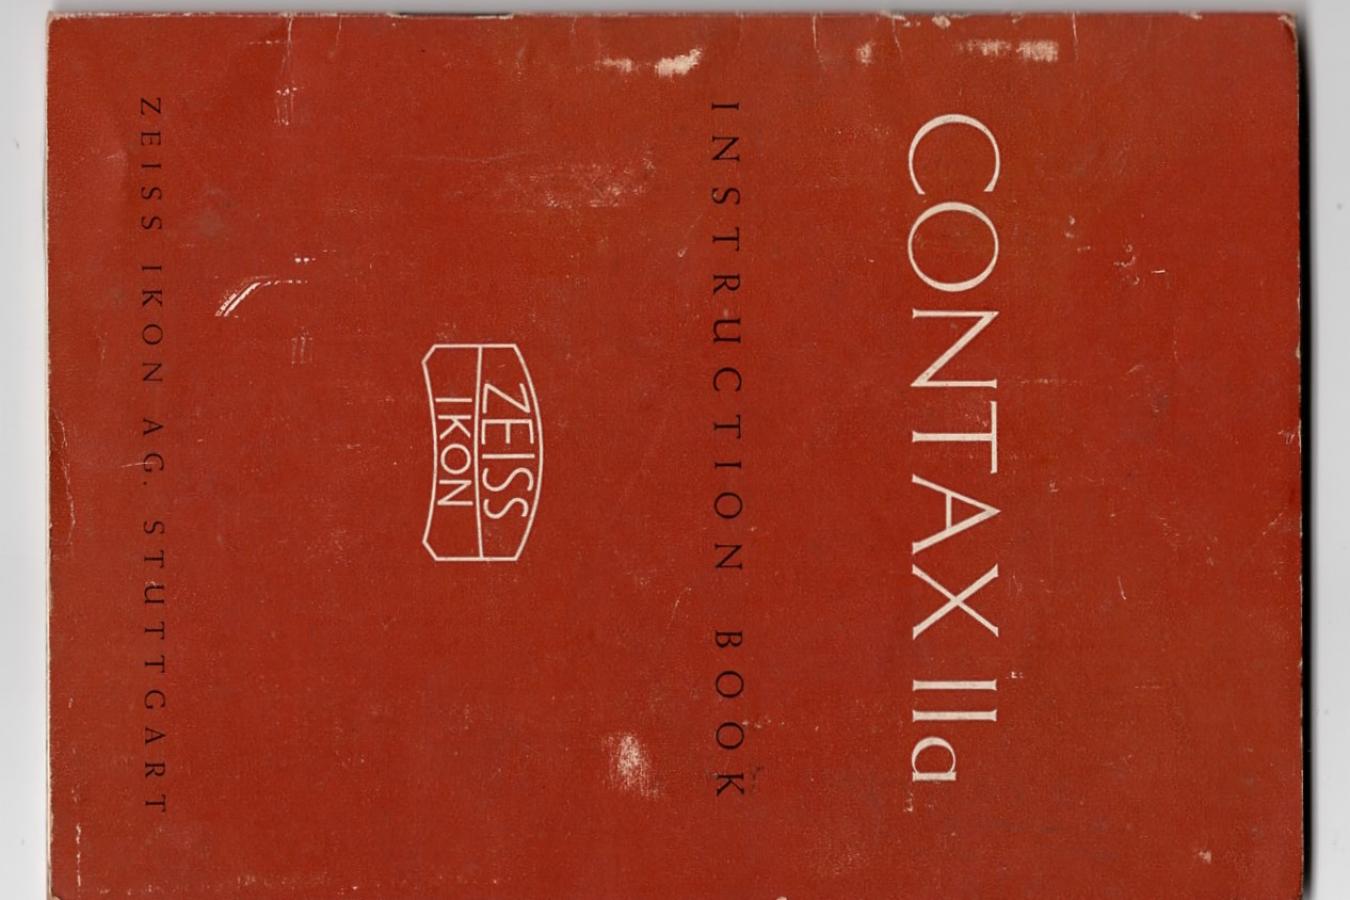 CONTAX IIa
INSTRUCTION BOOK
ZEISS
IKON
ZEISS IKON AG. STUTTGART